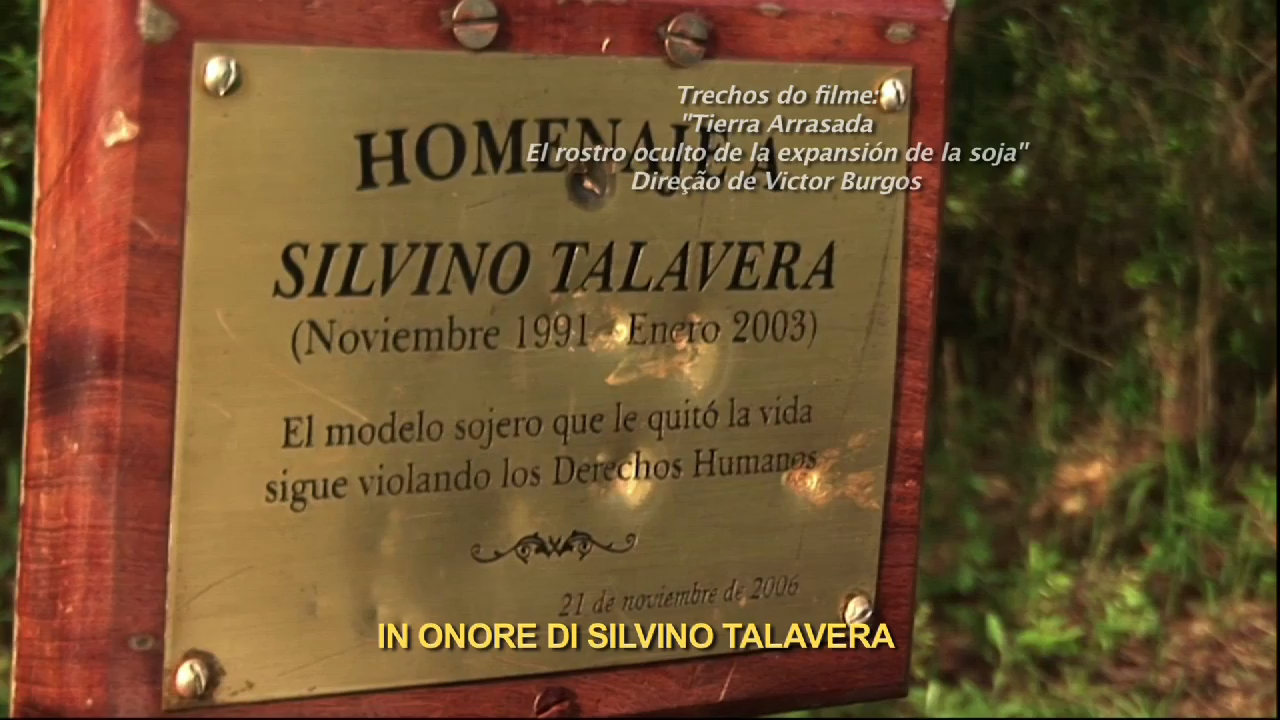 Trechos do filme:
"Tierra Arrasada
El rostro oculto de la expansión de la soja"
Direção de Victor Burgos
HOMENAJE A
SILVINO TALAVERA
(Noviembre 1991 - Enero 2003)
El modelo sojero que le quitó la vida
sigue violando los Derechos Humanos
21 de noviembre de 2006
IN ONORE DI SILVINO TALAVERA